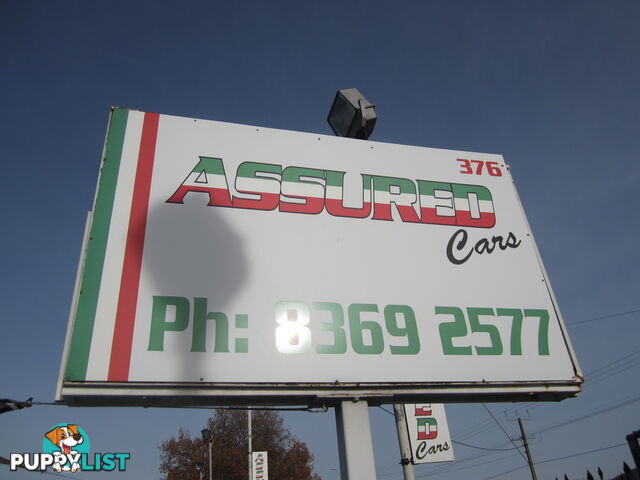 376
ASSURED
Cars
Ph: 8369 2577
ED
Cars
PUPPYLIST